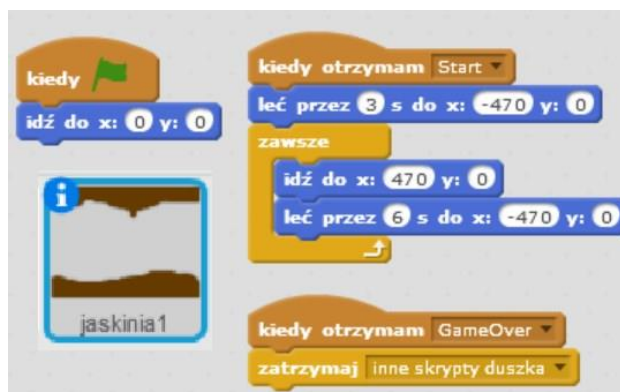 kiedy
idź do x: 0 y: 0
jaskinia1
kiedy otrzymam Start
leć przez 3 s do x: -470 y: 0
zawsze
idź do x: 470 y: 0
leć przez 6 s do x: -470 y: 0
kiedy otrzymam GameOver
zatrzymaj inne skrypty duszka